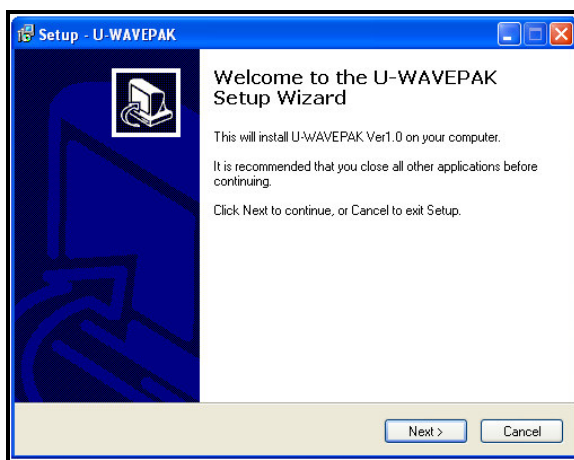 Setup - U-WAVEPAK
Welcome to the U-WAVEPAK
Setup Wizard
This will install U-WAVEPAK Ver1.0 on your computer.
It is recommended that you close all other applications before
continuing.
Click Next to continue, or Cancel to exit Setup.
Next >
Cancel